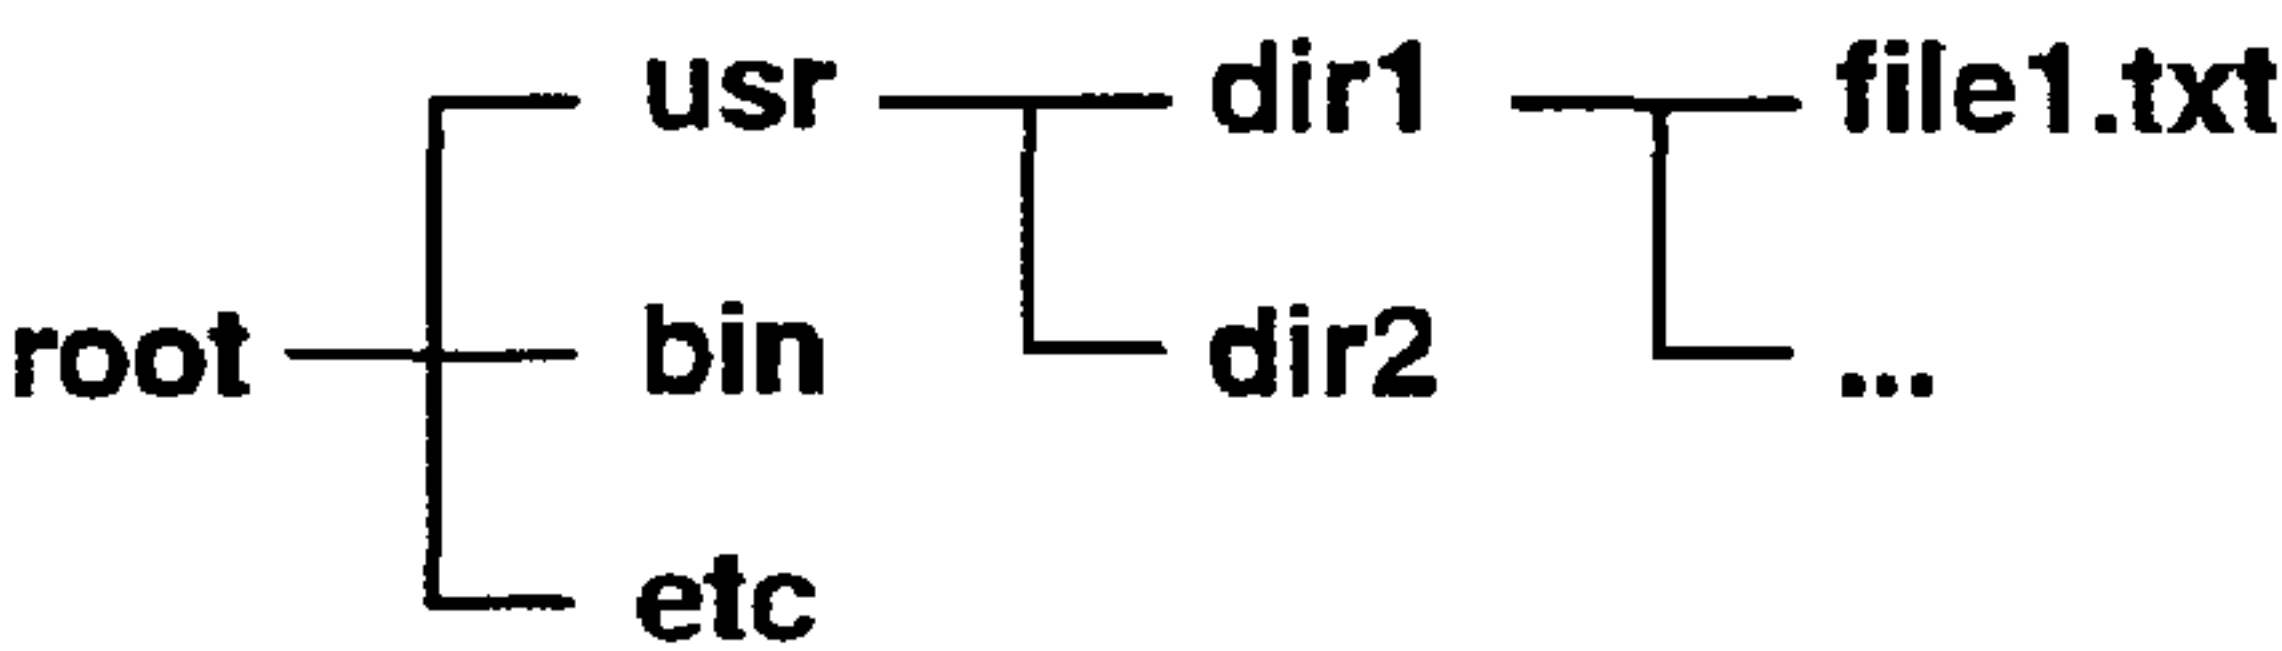 usr dir1 file1.txt
root bin dir2 ...
etc